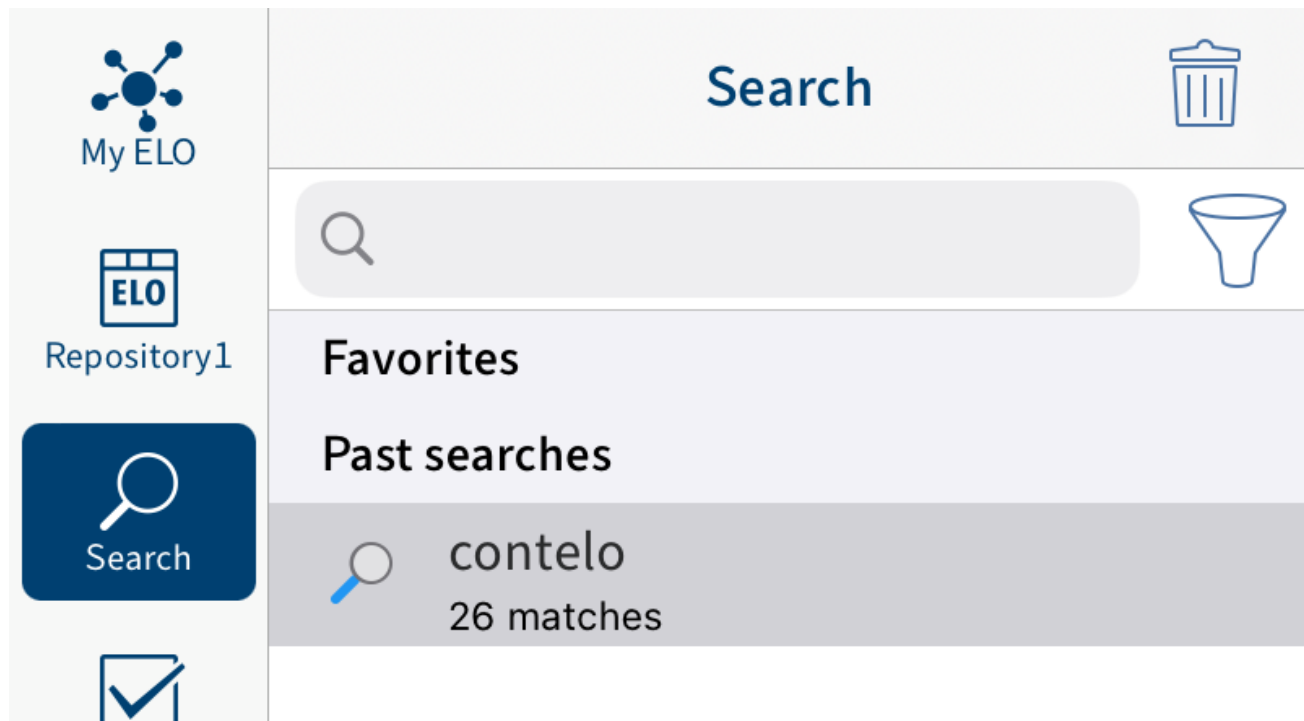 My ELO
ELO
Repository1
Search
Search
Favorites
Past searches
contelo
26 matches